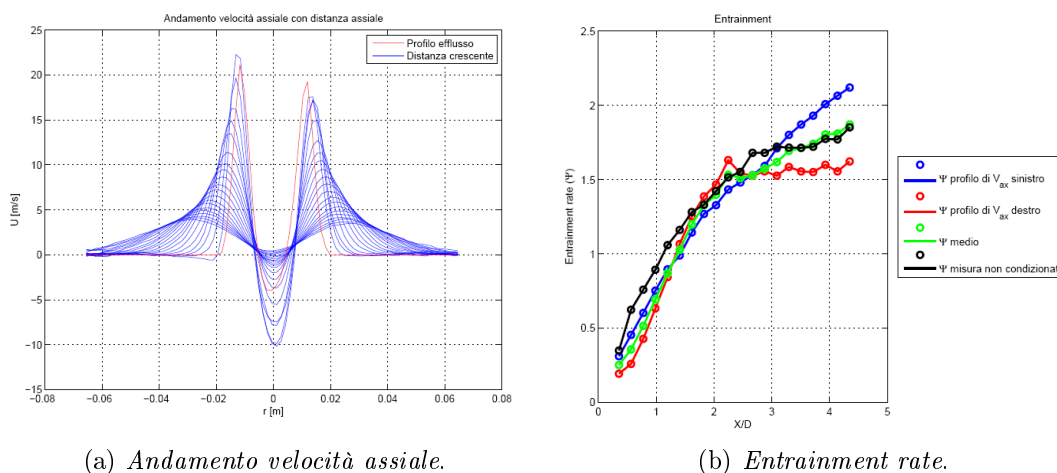 Andamento velocità assiale con distanza assiale
25
20
15
10
5
0
−5
−10
−15
U [m/s]
Profilo efflusso
Distanza crescente
−0.08
−0.06
−0.04
−0.02
0
0.02
0.04
0.06
0.08
r [m]
(a) Andamento velocità assiale.
Entrainment
2.5
2
1.5
1
0.5
0
Entrainment rate (Ψ)
0
1
2
3
4
5
X/D
Ψ profilo di Vax sinistro
Ψ profilo di Vax destro
Ψ medio
Ψ misura non condizionat
(b) Entrainment rate.